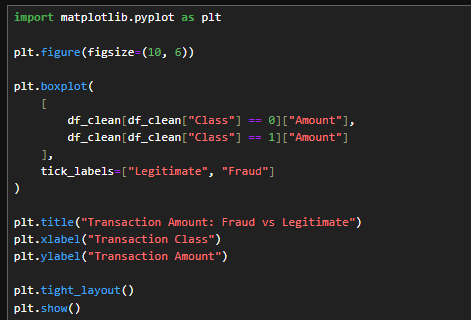 import matplotlib.pyplot as plt
plt.figure(figsize=(10, 6))
plt.boxplot(
    [
        df_clean[df_clean["Class"] == 0]["Amount"],
        df_clean[df_clean["Class"] == 1]["Amount"]
    ],
    tick_labels=["Legitimate", "Fraud"]
)
plt.title("Transaction Amount: Fraud vs Legitimate")
plt.xlabel("Transaction Class")
plt.ylabel("Transaction Amount")
plt.tight_layout()
plt.show()